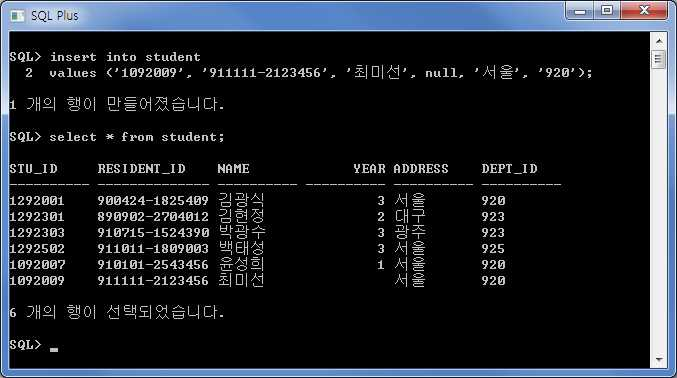 SQL Plus
SQL> insert into student
2 values ('1092009', '911111-2123456', '최미선', null, '서울', '920');
1 개의 행이 만들어졌습니다.
SQL> select * from student;
STU_ID RESIDENT_ID NAME YEAR ADDRESS DEPT_ID
---------- -------------- ---------- ---------- ---------- ----------
1292001 900424-1825409 김광식 3 서울 920
1292301 890902-2704012 김현정 2 대구 923
1292303 910715-1524390 박광수 3 광주 923
1292502 911011-1809003 백태성 3 서울 925
1092007 910101-2543456 윤성희 1 서울 920
1092009 911111-2123456 최미선 서울 920
6 개의 행이 선택되었습니다.
SQL> _